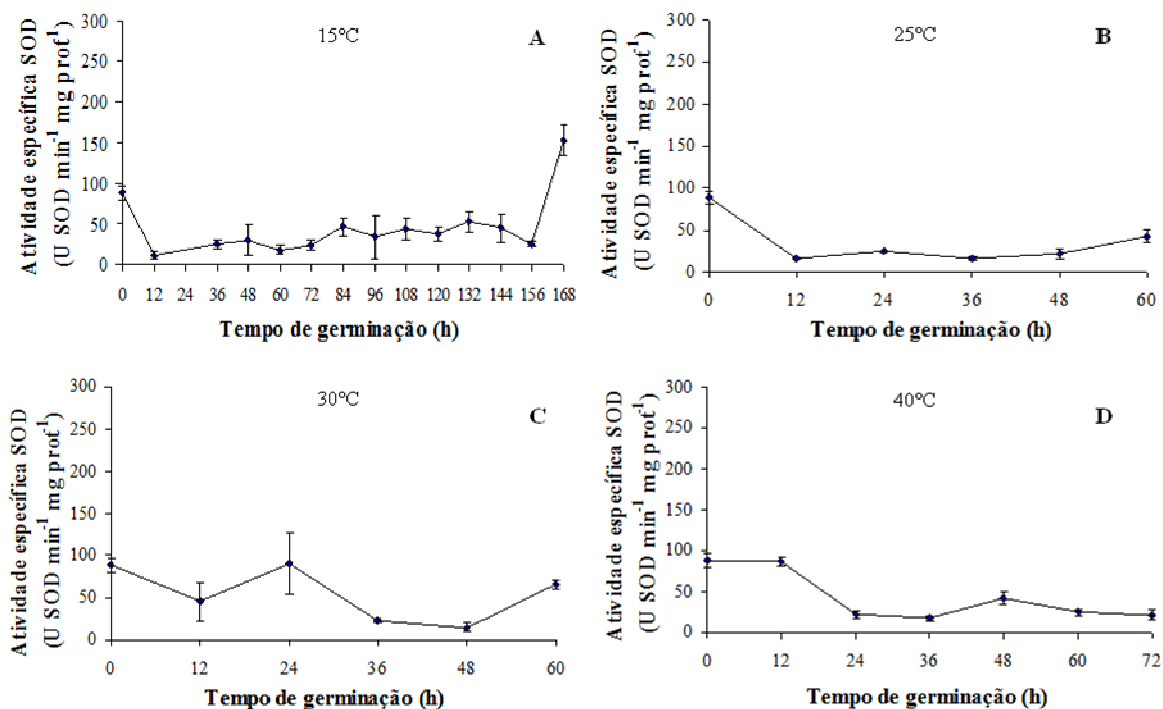 15°C
A
Atividade específica SOD
(U SOD min⁻¹ mg prot⁻¹)
300
250
200
150
100
50
0
0 12 24 36 48 60 72 84 96 108 120 132 144 156 168
Tempo de germinação (h)
25°C
B
Atividade específica SOD
(U SOD min⁻¹ mg prot⁻¹)
300
250
200
150
100
50
0
0 12 24 36 48 60
Tempo de germinação (h)
30°C
C
Atividade específica SOD
(U SOD min⁻¹ mg prot⁻¹)
300
250
200
150
100
50
0
0 12 24 36 48 60
Tempo de germinação (h)
40°C
D
Atividade específica SOD
(U SOD min⁻¹ mg prot⁻¹)
300
250
200
150
100
50
0
0 12 24 36 48 60 72
Tempo de germinação (h)